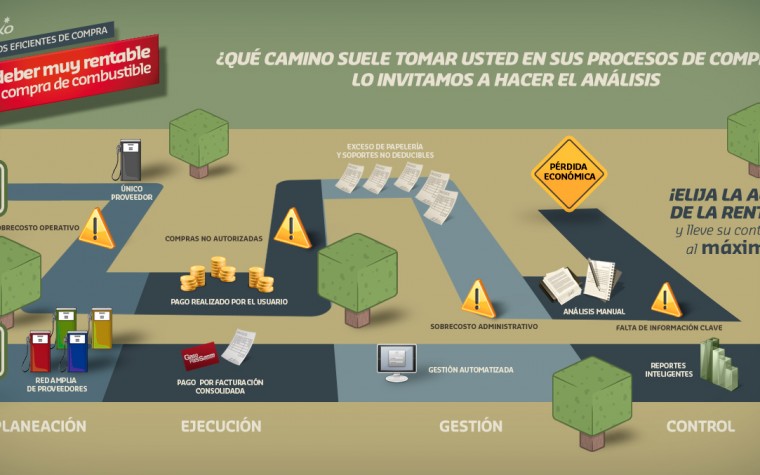 OS EFICIENTES DE COMPRA
deber muy rentable
compra de combustible
¿QUÉ CAMINO SUELE TOMAR USTED EN SUS PROCESOS DE COMP
LO INVITAMOS A HACER EL ANÁLISIS
ÚNICO
PROVEEDOR
EXCESO DE PAPELERÍA
Y SOPORTES NO DEDUCIBLES
PÉRDIDA
ECONÓMICA
¡ELIJA LA A
DE LA RENT
y lleve su cont
al máxim
SOBRECOSTO OPERATIVO
COMPRAS NO AUTORIZADAS
PAGO REALIZADO POR EL USUARIO
SOBRECOSTO ADMINISTRATIVO
ANÁLISIS MANUAL
FALTA DE INFORMACIÓN CLAVE
RED AMPLIA
DE PROVEEDORES
PAGO POR FACTURACIÓN
CONSOLIDADA
GESTIÓN AUTOMATIZADA
REPORTES
INTELIGENTES
PLANEACIÓN
EJECUCIÓN
GESTIÓN
CONTROL